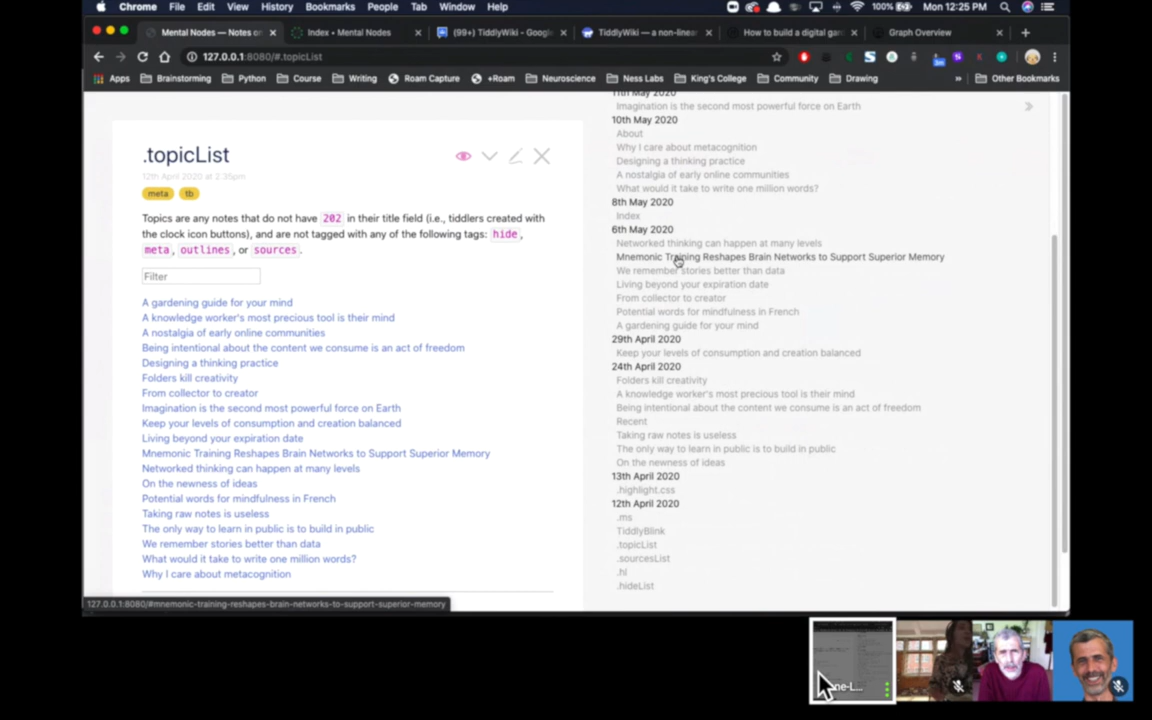 Chrome File Edit View History Bookmarks People Tab Window Help 100% Mon 12:25 PM
Mental Nodes — Notes o Index • Mental Nodes (99+) TiddlyWiki - Google TiddlyWiki — a non-linea How to build a digital gar Graph Overview
127.0.0.1:8080/#.topicList
Apps Brainstorming Python Course Writing Roam Capture +Roam Neuroscience Ness Labs King's College Community Drawing » Other Bookmarks
.topicList
12th April 2020 at 2:35pm
meta tb
Topics are any notes that do not have 202 in their title field (i.e., tiddlers created with
the clock icon buttons), and are not tagged with any of the following tags: hide,
meta, outlines, or sources.
Filter
A gardening guide for your mind
A knowledge worker's most precious tool is their mind
A nostalgia of early online communities
Being intentional about the content we consume is an act of freedom
Designing a thinking practice
Folders kill creativity
From collector to creator
Imagination is the second most powerful force on Earth
Keep your levels of consumption and creation balanced
Living beyond your expiration date
Mnemonic Training Reshapes Brain Networks to Support Superior Memory
Networked thinking can happen at many levels
On the newness of ideas
Potential words for mindfulness in French
Taking raw notes is useless
The only way to learn in public is to build in public
We remember stories better than data
What would it take to write one million words?
Why I care about metacognition
127.0.0.1:8080/#mnemonic-training-reshapes-brain-networks-to-support-superior-memory
11th May 2020
Imagination is the second most powerful force on Earth
10th May 2020
About
Why I care about metacognition
Designing a thinking practice
A nostalgia of early online communities
What would it take to write one million words?
8th May 2020
Index
6th May 2020
Networked thinking can happen at many levels
Mnemonic Training Reshapes Brain Networks to Support Superior Memory
We remember stories better than data
Living beyond your expiration date
From collector to creator
Potential words for mindfulness in French
A gardening guide for your mind
29th April 2020
Keep your levels of consumption and creation balanced
24th April 2020
Folders kill creativity
A knowledge worker's most precious tool is their mind
Being intentional about the content we consume is an act of freedom
Recent
Taking raw notes is useless
The only way to learn in public is to build in public
On the newness of ideas
13th April 2020
.highlight.css
12th April 2020
.ms
TiddlyBlink
.topicList
.sourcesList
.hl
.hideList